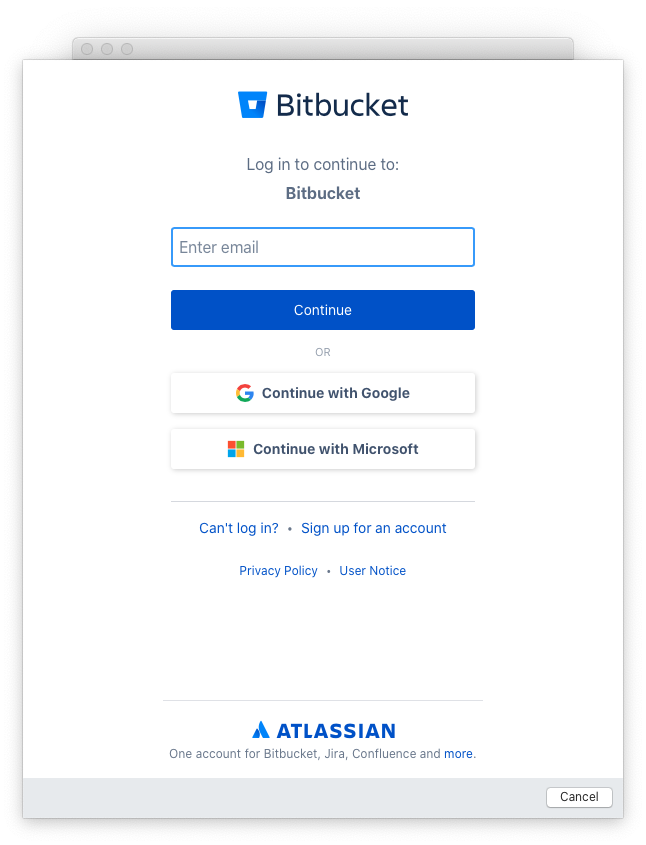 Bitbucket
Log in to continue to:
Bitbucket
Enter email
Continue
OR
Continue with Google
Continue with Microsoft
Can't log in? • Sign up for an account
Privacy Policy • User Notice
ATLASSIAN
One account for Bitbucket, Jira, Confluence and more.
Cancel